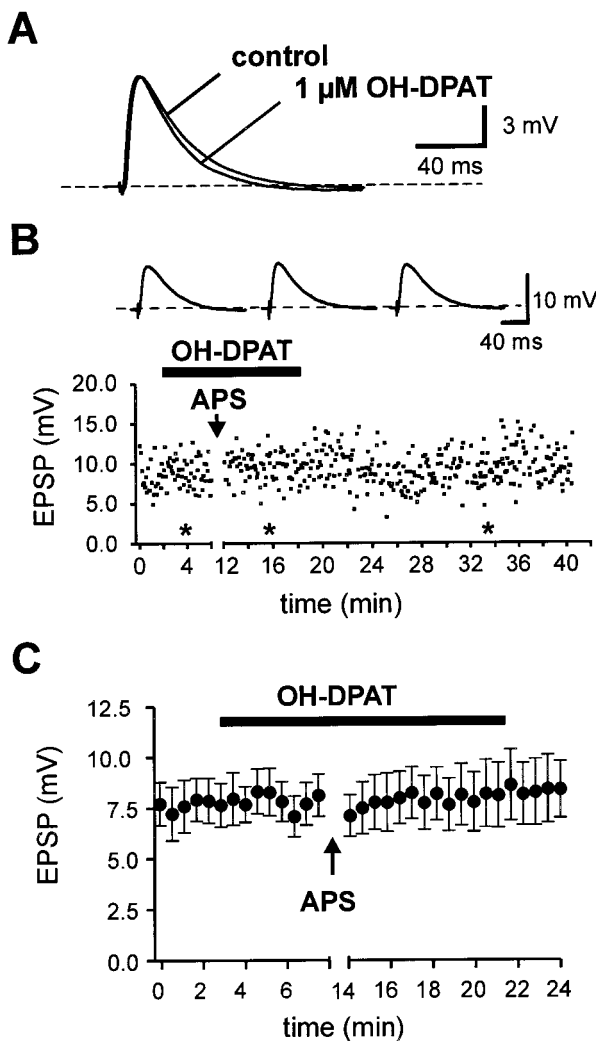 A
control
1 µM OH-DPAT
3 mV
40 ms
B
10 mV
40 ms
OH-DPAT
APS
20.0
15.0
10.0
5.0
0.0
EPSP (mV)
* * *
0 4 12 16 20 24 28 32 36 40
time (min)
C
OH-DPAT
12.5
10.0
7.5
5.0
2.5
0.0
EPSP (mV)
APS
0 2 4 6 14 16 18 20 22 24
time (min)